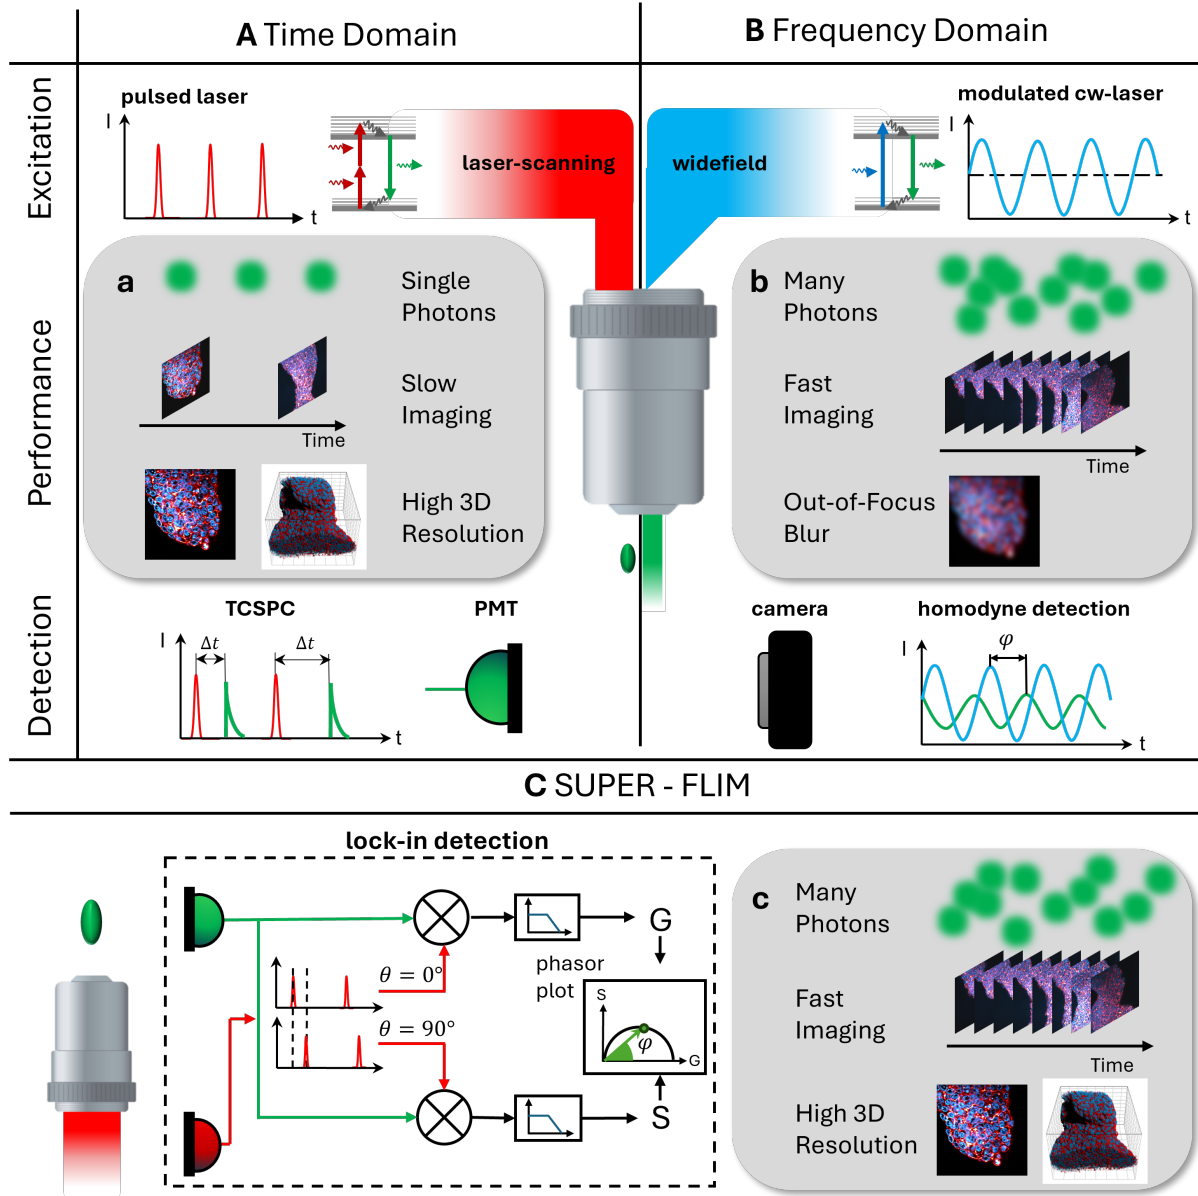 A Time Domain
B Frequency Domain
Excitation
pulsed laser
I
t
laser-scanning
widefield
modulated cw-laser
I
t
Performance
a
Single
Photons
Slow
Imaging
Time
High 3D
Resolution
b
Many
Photons
Fast
Imaging
Time
Out-of-Focus
Blur
Detection
TCSPC
I
Δt
Δt
t
PMT
camera
homodyne detection
I
φ
t
C SUPER - FLIM
lock-in detection
θ = 0°
θ = 90°
G
phasor
plot
S
φ
G
S
c
Many
Photons
Fast
Imaging
Time
High 3D
Resolution